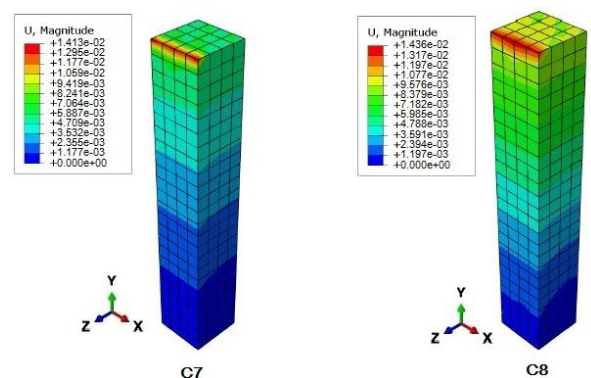 U, Magnitude
+1.413e-02
+1.295e-02
+1.177e-02
+1.059e-02
+9.419e-03
+8.241e-03
+7.064e-03
+5.887e-03
+4.709e-03
+3.532e-03
+2.355e-03
+1.177e-03
+0.000e+00
Y
Z
X
C7
U, Magnitude
+1.436e-02
+1.317e-02
+1.197e-02
+1.077e-02
+9.576e-03
+8.379e-03
+7.182e-03
+5.985e-03
+4.788e-03
+3.591e-03
+2.394e-03
+1.197e-03
+0.000e+00
Y
Z
X
C8